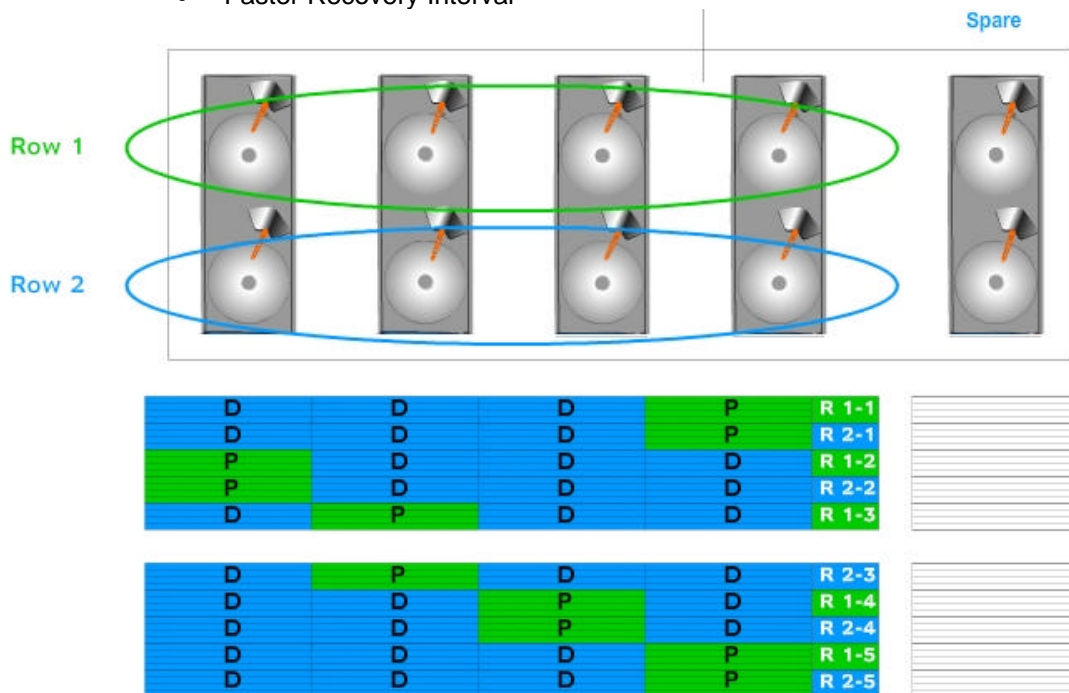 • Faster Recovery Interval
Spare
Row 1
Row 2
D D D P R 1-1
D D D P R 2-1
P D D D R 1-2
P D D D R 2-2
D P D D R 1-3
D P D D R 2-3
D D P D R 1-4
D D P D R 2-4
D D D P R 1-5
D D D P R 2-5